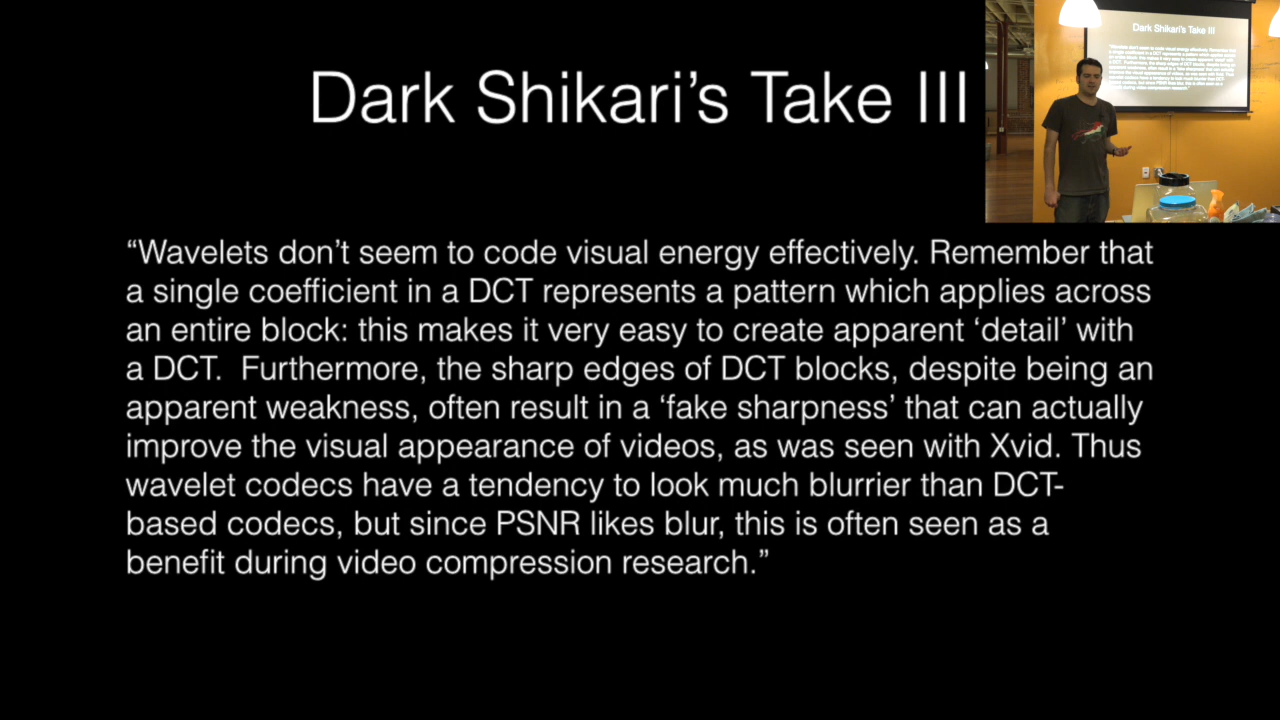 Dark Shikari’s Take III
“Wavelets don’t seem to code visual energy effectively. Remember that
a single coefficient in a DCT represents a pattern which applies across
an entire block: this makes it very easy to create apparent ‘detail’ with
a DCT.  Furthermore, the sharp edges of DCT blocks, despite being an
apparent weakness, often result in a ‘fake sharpness’ that can actually
improve the visual appearance of videos, as was seen with Xvid. Thus
wavelet codecs have a tendency to look much blurrier than DCT-
based codecs, but since PSNR likes blur, this is often seen as a
benefit during video compression research.”
Dark Shikari's Take III